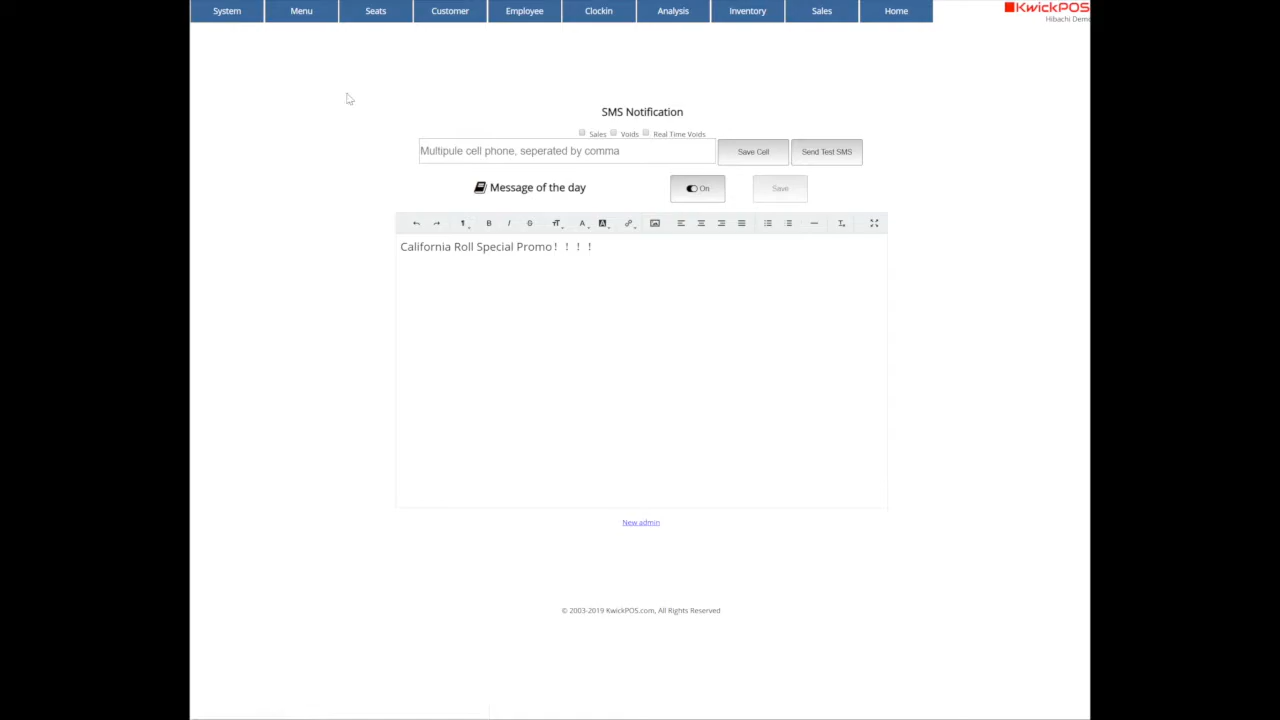 System Menu Seats Customer Employee Clockin Analysis Inventory Sales Home KwickPOS
Hibachi Demo
SMS Notification
Sales Voids Real Time Voids
Multipule cell phone, seperated by comma Save Cell Send Test SMS
Message of the day On Save
California Roll Special Promo！！！！
New admin
© 2003-2019 KwickPOS.com, All Rights Reserved